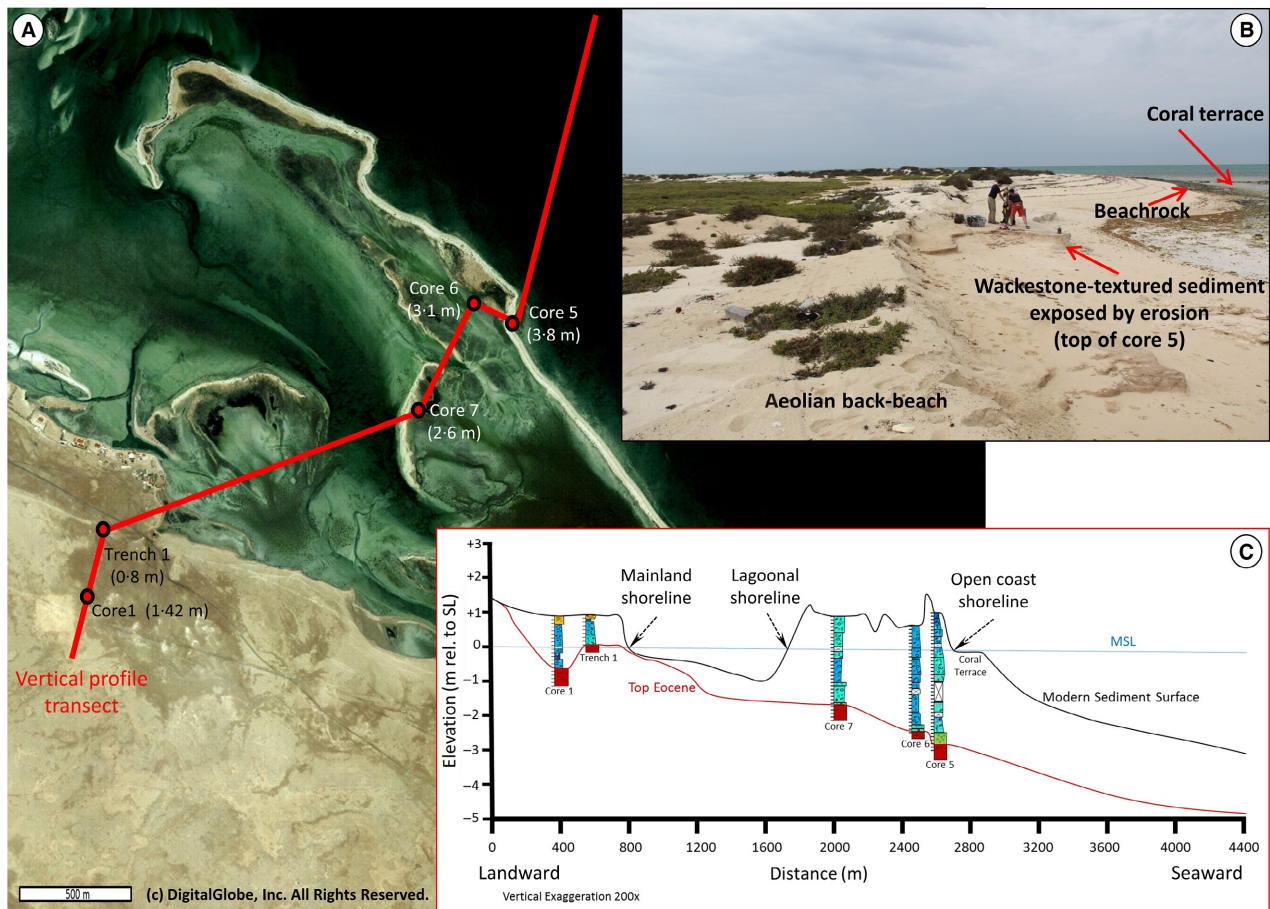 A
Core 6
(3·1 m)
Core 5
(3·8 m)
Core 7
(2·6 m)
Trench 1
(0·8 m)
Core1 (1·42 m)
Vertical profile
transect
500 m
(c) DigitalGlobe, Inc. All Rights Reserved.
B
Coral terrace
Beachrock
Wackestone-textured sediment
exposed by erosion
(top of core 5)
Aeolian back-beach
C
Elevation (m rel. to SL)
+3
+2
+1
0
−1
−2
−3
−4
−5
Mainland
shoreline
Lagoonal
shoreline
Open coast
shoreline
MSL
Coral
Terrace
Modern Sediment Surface
Top Eocene
Core 1
Trench 1
Core 7
Core 6
Core 5
0 400 800 1200 1600 2000 2400 2800 3200 3600 4000 4400
Landward
Distance (m)
Seaward
Vertical Exaggeration 200x